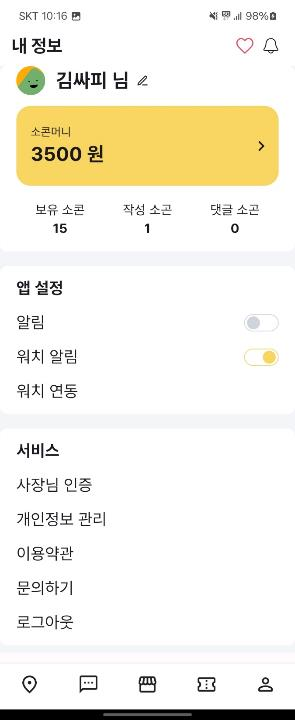 SKT 10:16 98%
내 정보
김싸피 님
소콘머니
3500 원
보유 소콘 작성 소콘 댓글 소콘
15 1 0
앱 설정
알림
워치 알림
워치 연동
서비스
사장님 인증
개인정보 관리
이용약관
문의하기
로그아웃